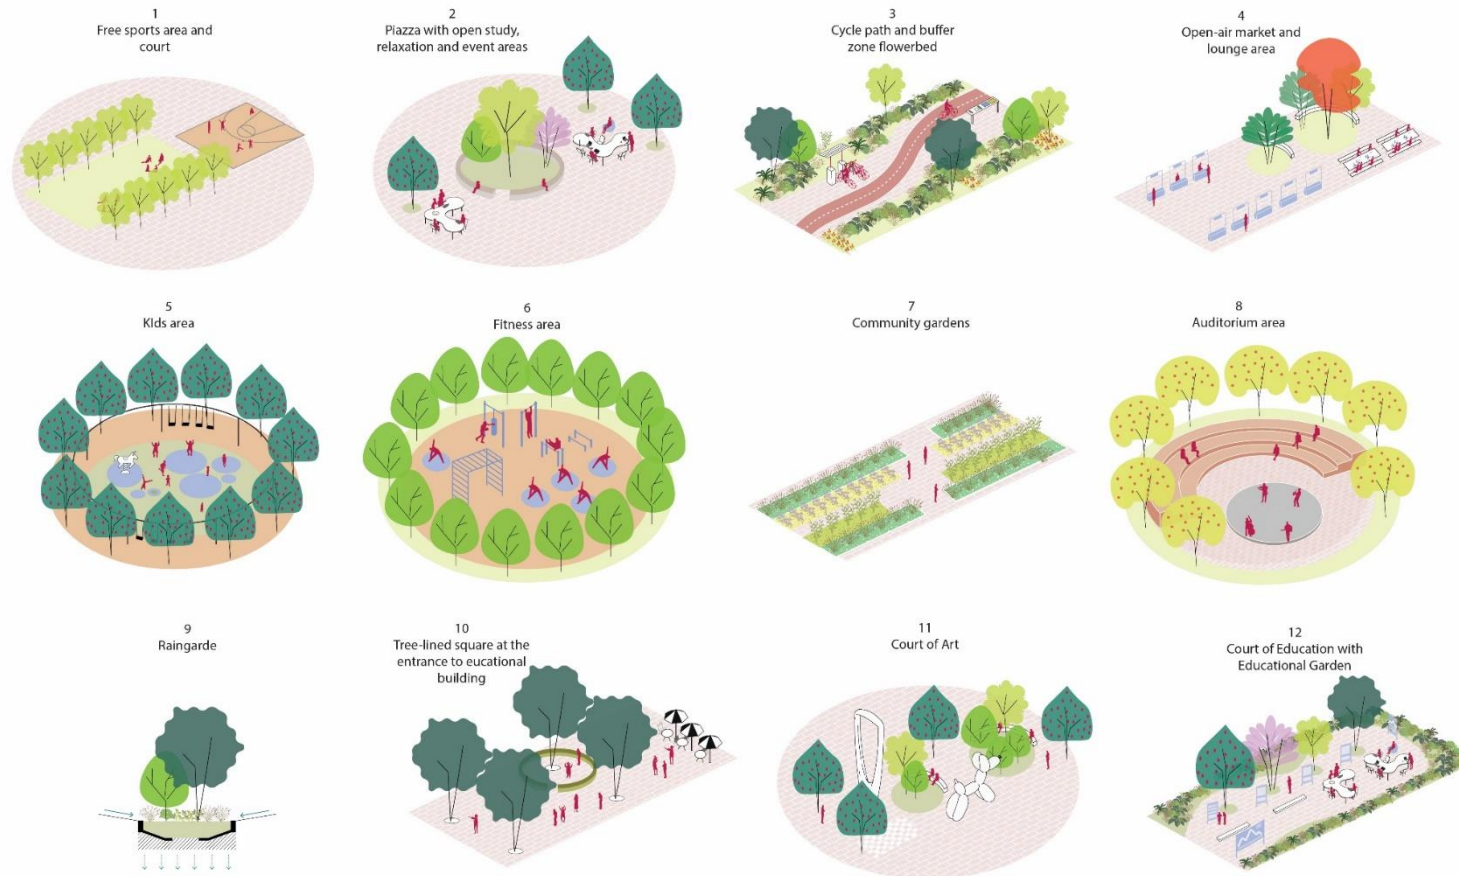 1
Free sports area and
court
2
Piazza with open study,
relaxation and event areas
3
Cycle path and buffer
zone flowerbed
4
Open-air market and
lounge area
5
KIds area
6
Fitness area
7
Community gardens
8
Auditorium area
9
Raingarde
10
Tree-lined square at the
entrance to eucational
building
11
Court of Art
12
Court of Education with
Educational Garden